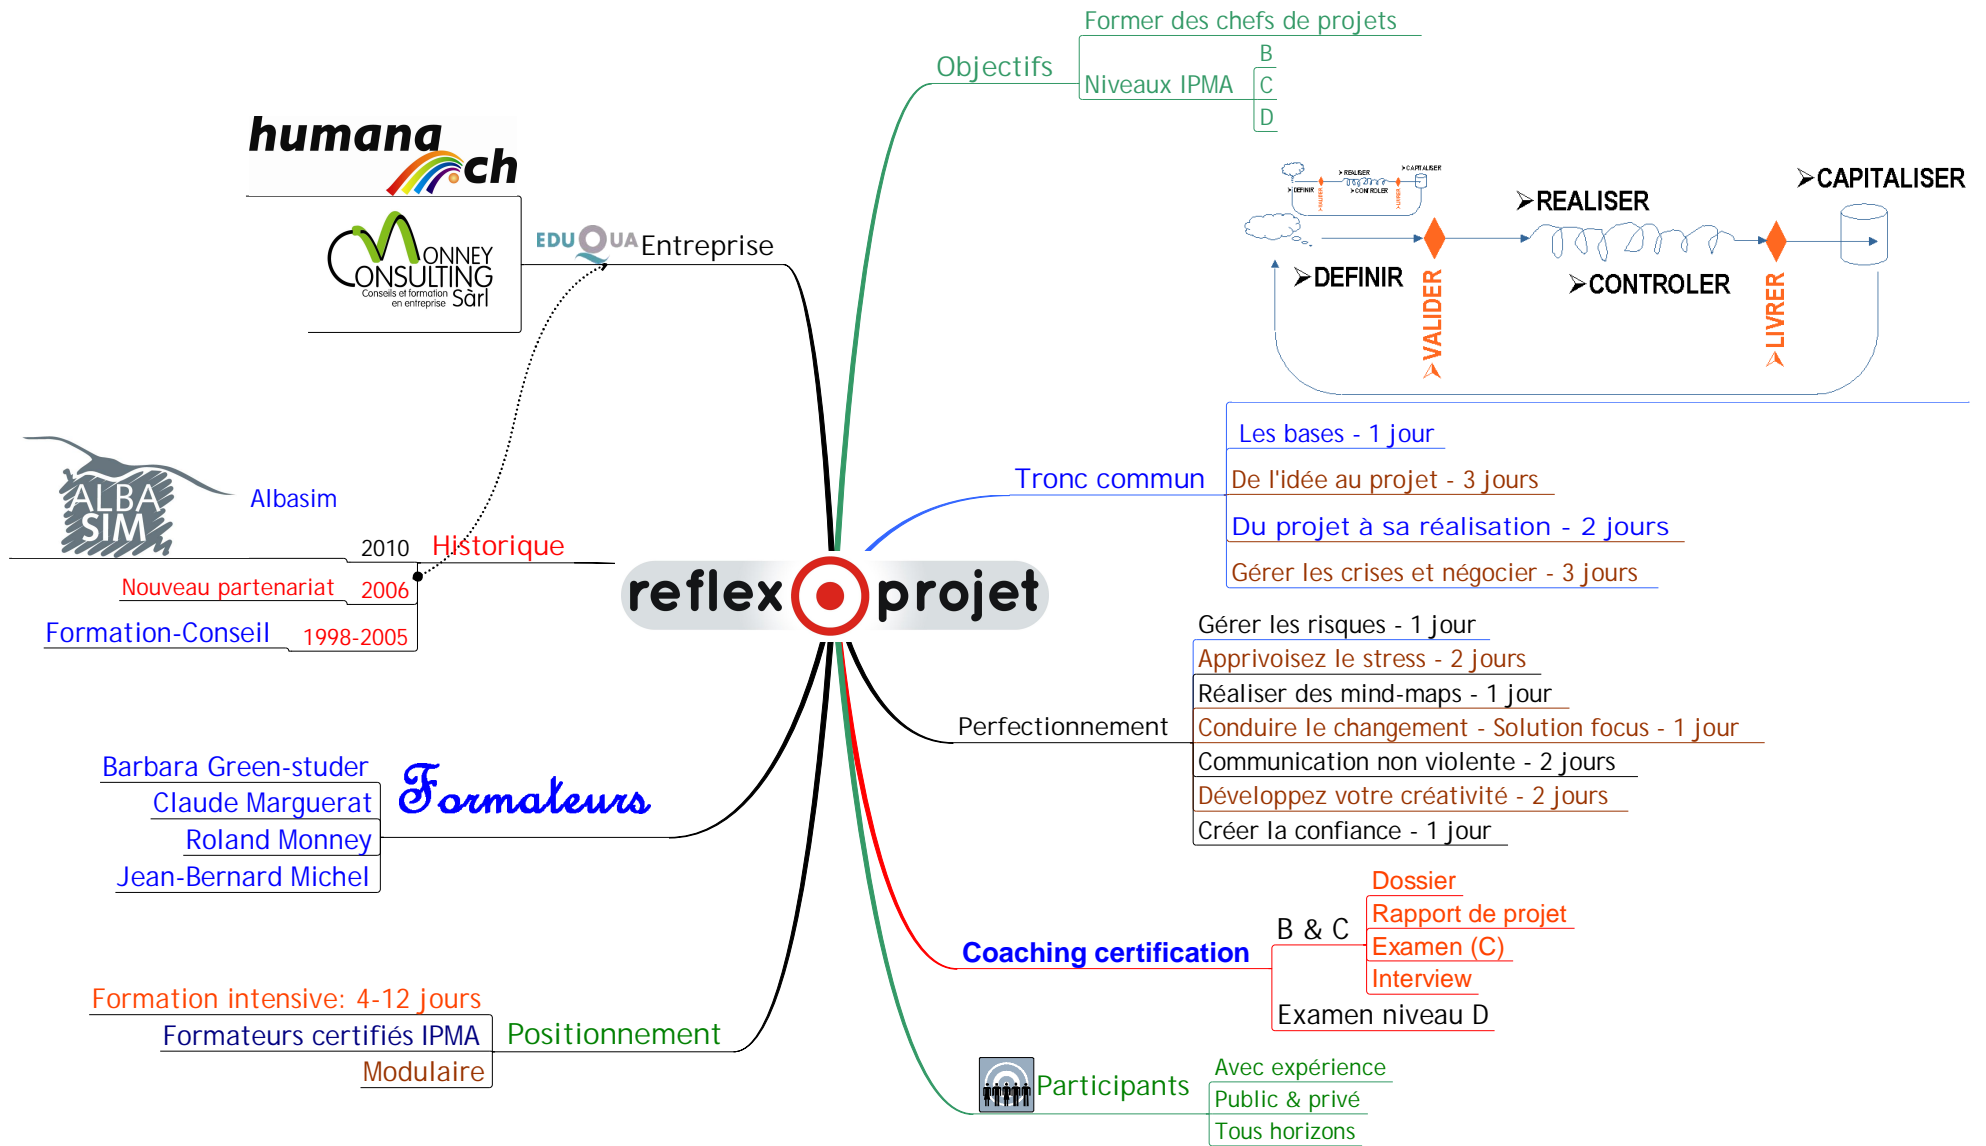 Former des chefs de projets
Objectifs
Niveaux IPMA
B
C
D
humana
.ch
MONNEY
CONSULTING
Conseils et formation
en entreprise
Sàrl
EDUQUA
Entreprise
➢REALISER
➢CAPITALISER
➢DEFINIR
➢CONTROLER
➢VALIDER
➢LIVRER
➢CAPITALISER
➢REALISER
➢DEFINIR
➢CONTROLER
➢VALIDER
➢LIVRER
Tronc commun
Les bases - 1 jour
De l'idée au projet - 3 jours
Du projet à sa réalisation - 2 jours
Gérer les crises et négocier - 3 jours
ALBA
SIM
Albasim
2010
Historique
Nouveau partenariat
2006
Formation-Conseil
1998-2005
reflex projet
Perfectionnement
Gérer les risques - 1 jour
Apprivoisez le stress - 2 jours
Réaliser des mind-maps - 1 jour
Conduire le changement - Solution focus - 1 jour
Communication non violente - 2 jours
Développez votre créativité - 2 jours
Créer la confiance - 1 jour
Formateurs
Barbara Green-studer
Claude Marguerat
Roland Monney
Jean-Bernard Michel
Coaching certification
B & C
Dossier
Rapport de projet
Examen (C)
Interview
Examen niveau D
Positionnement
Formation intensive: 4-12 jours
Formateurs certifiés IPMA
Modulaire
Participants
Avec expérience
Public & privé
Tous horizons